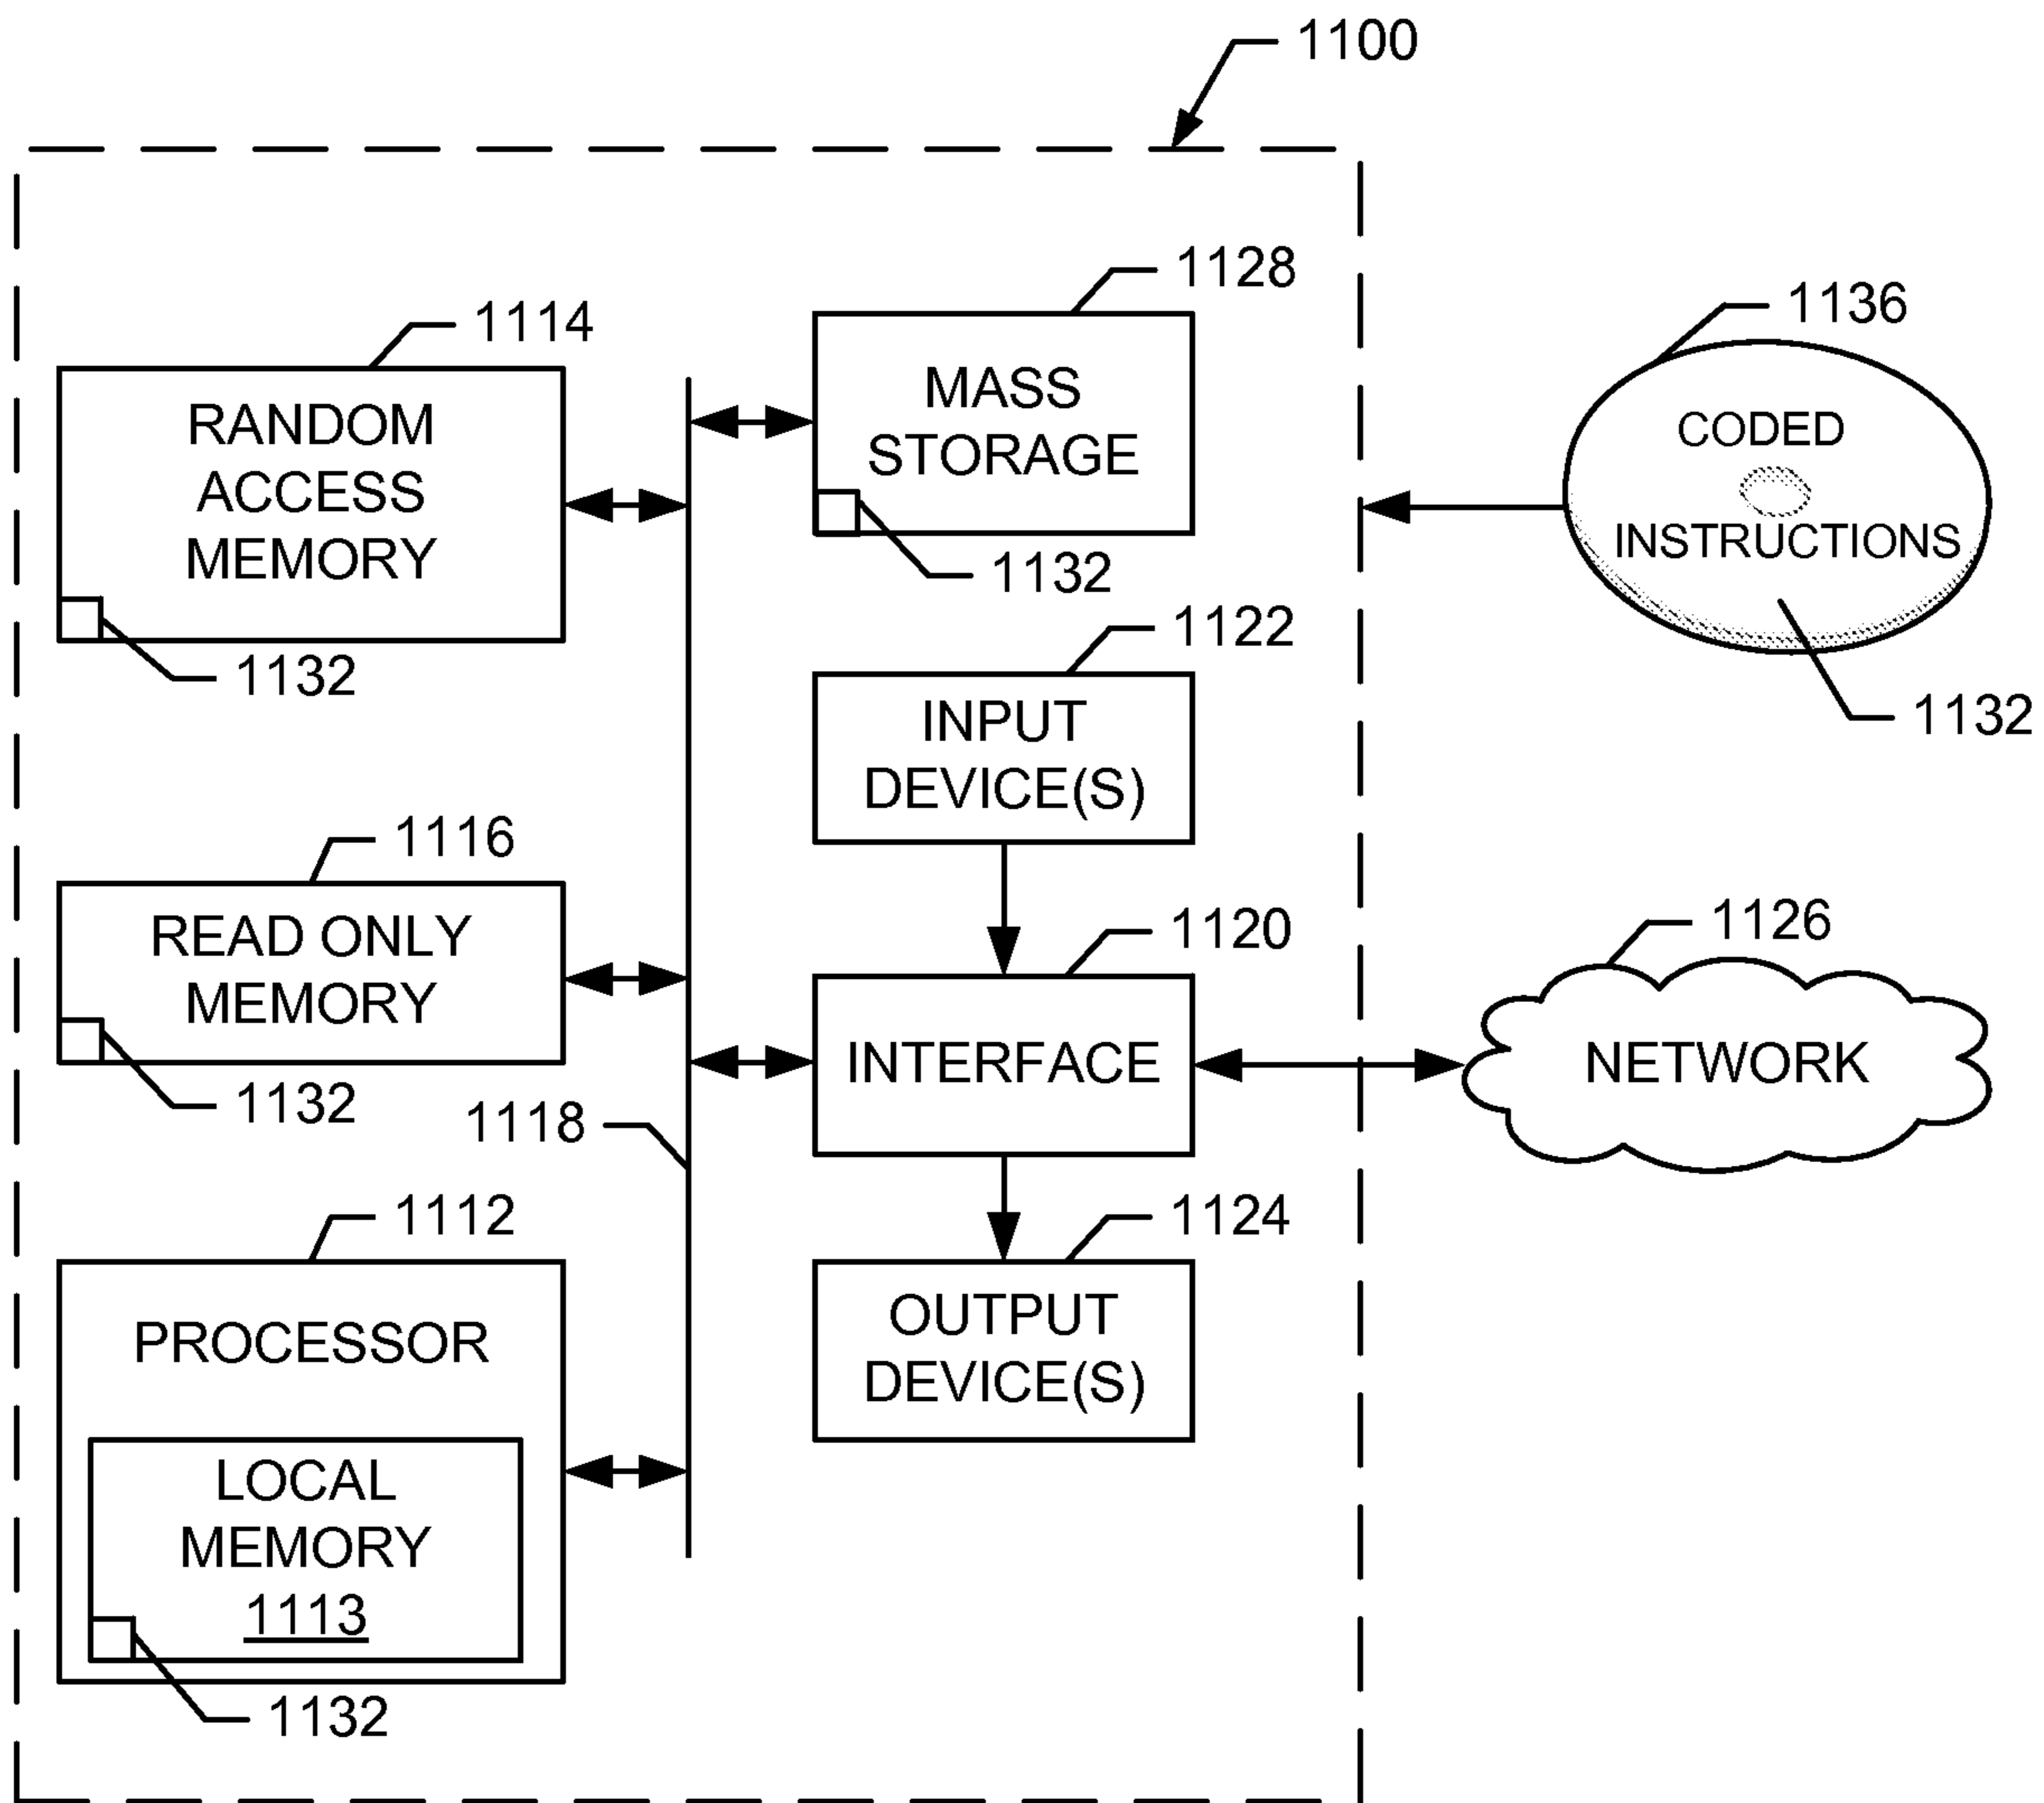 1100
1128
1114
1136
MASS
STORAGE
RANDOM
ACCESS
MEMORY
CODED
INSTRUCTIONS
1132
1132
1132
1122
INPUT
DEVICE(S)
1116
READ ONLY
MEMORY
1120
1126
INTERFACE
NETWORK
1132
1118
1112
1124
PROCESSOR
OUTPUT
DEVICE(S)
LOCAL
MEMORY
1113
1132